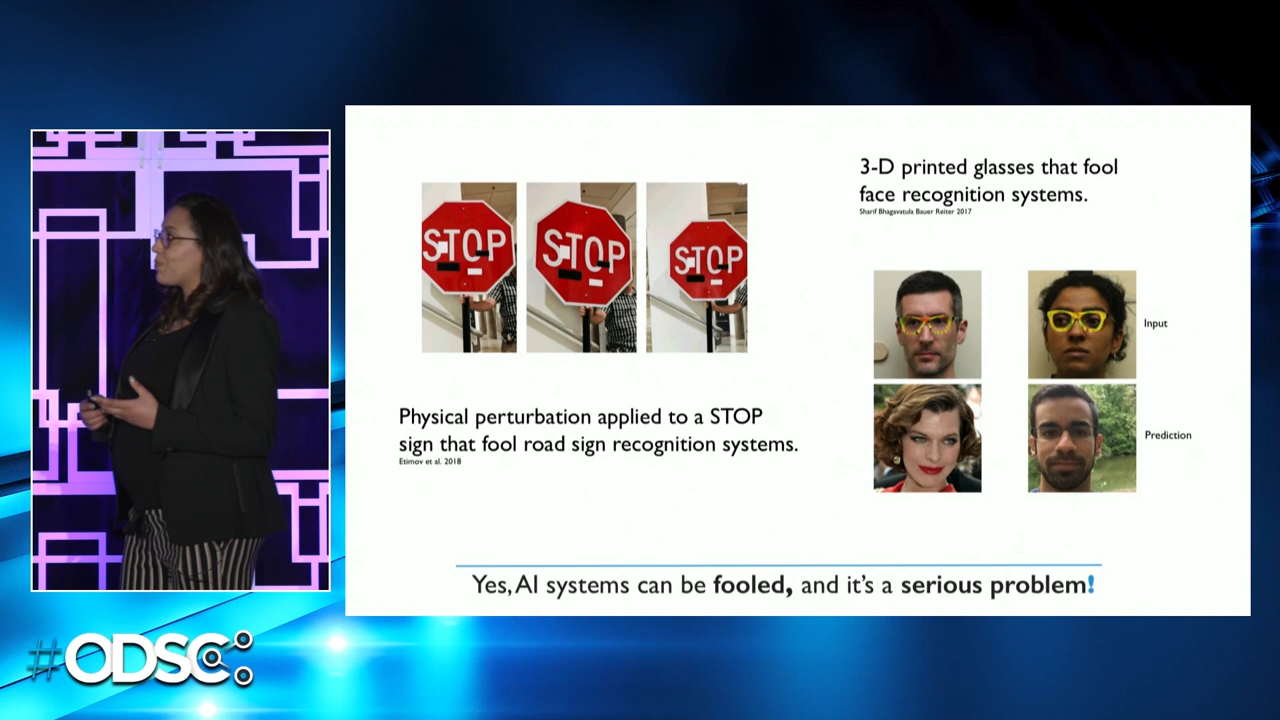 STOP
STOP
STOP
Physical perturbation applied to a STOP
sign that fool road sign recognition systems.
Etimov et al. 2018
3-D printed glasses that fool
face recognition systems.
Sharif Bhagavatula Bauer Reiter 2017
Input
Prediction
Yes, AI systems can be fooled, and it's a serious problem!
#ODSC